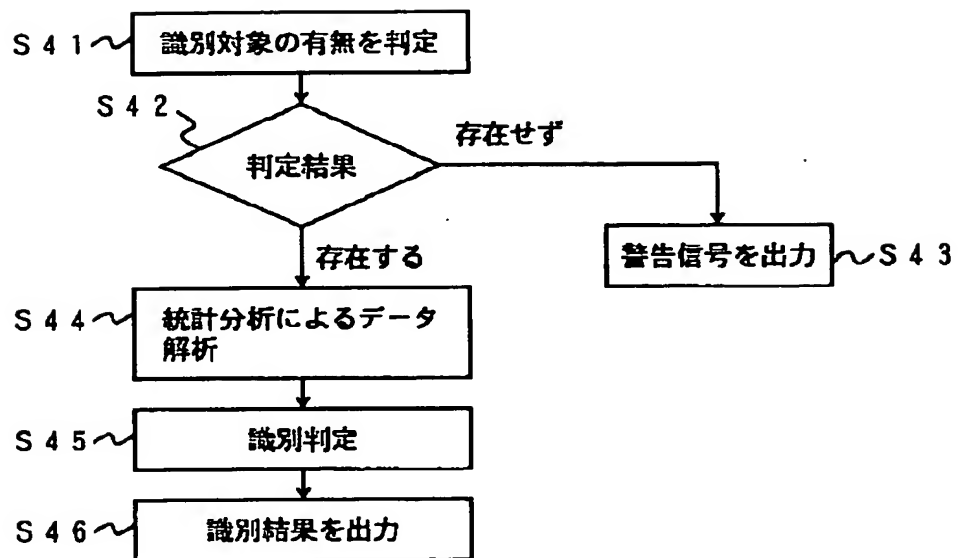 S41 識別対象の有無を判定
S42
判定結果
存在せず
存在する
警告信号を出力 S43
S44 統計分析によるデータ
解析
S45 識別判定
S46 識別結果を出力